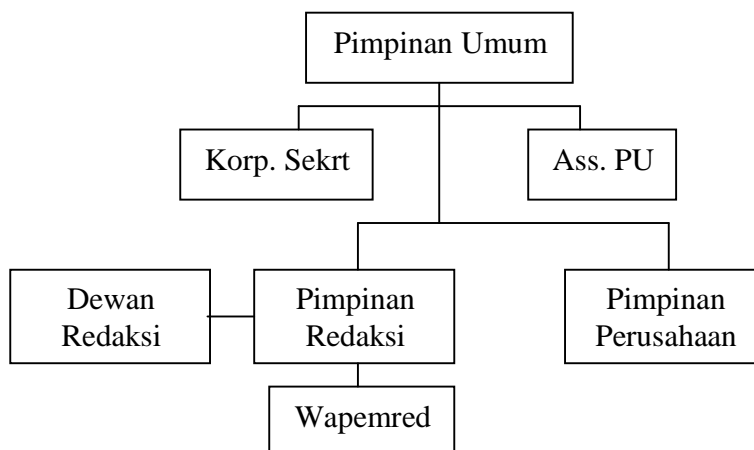 Pimpinan Umum
Korp. Sekrt
Ass. PU
Dewan
Redaksi
Pimpinan
Redaksi
Pimpinan
Perusahaan
Wapemred